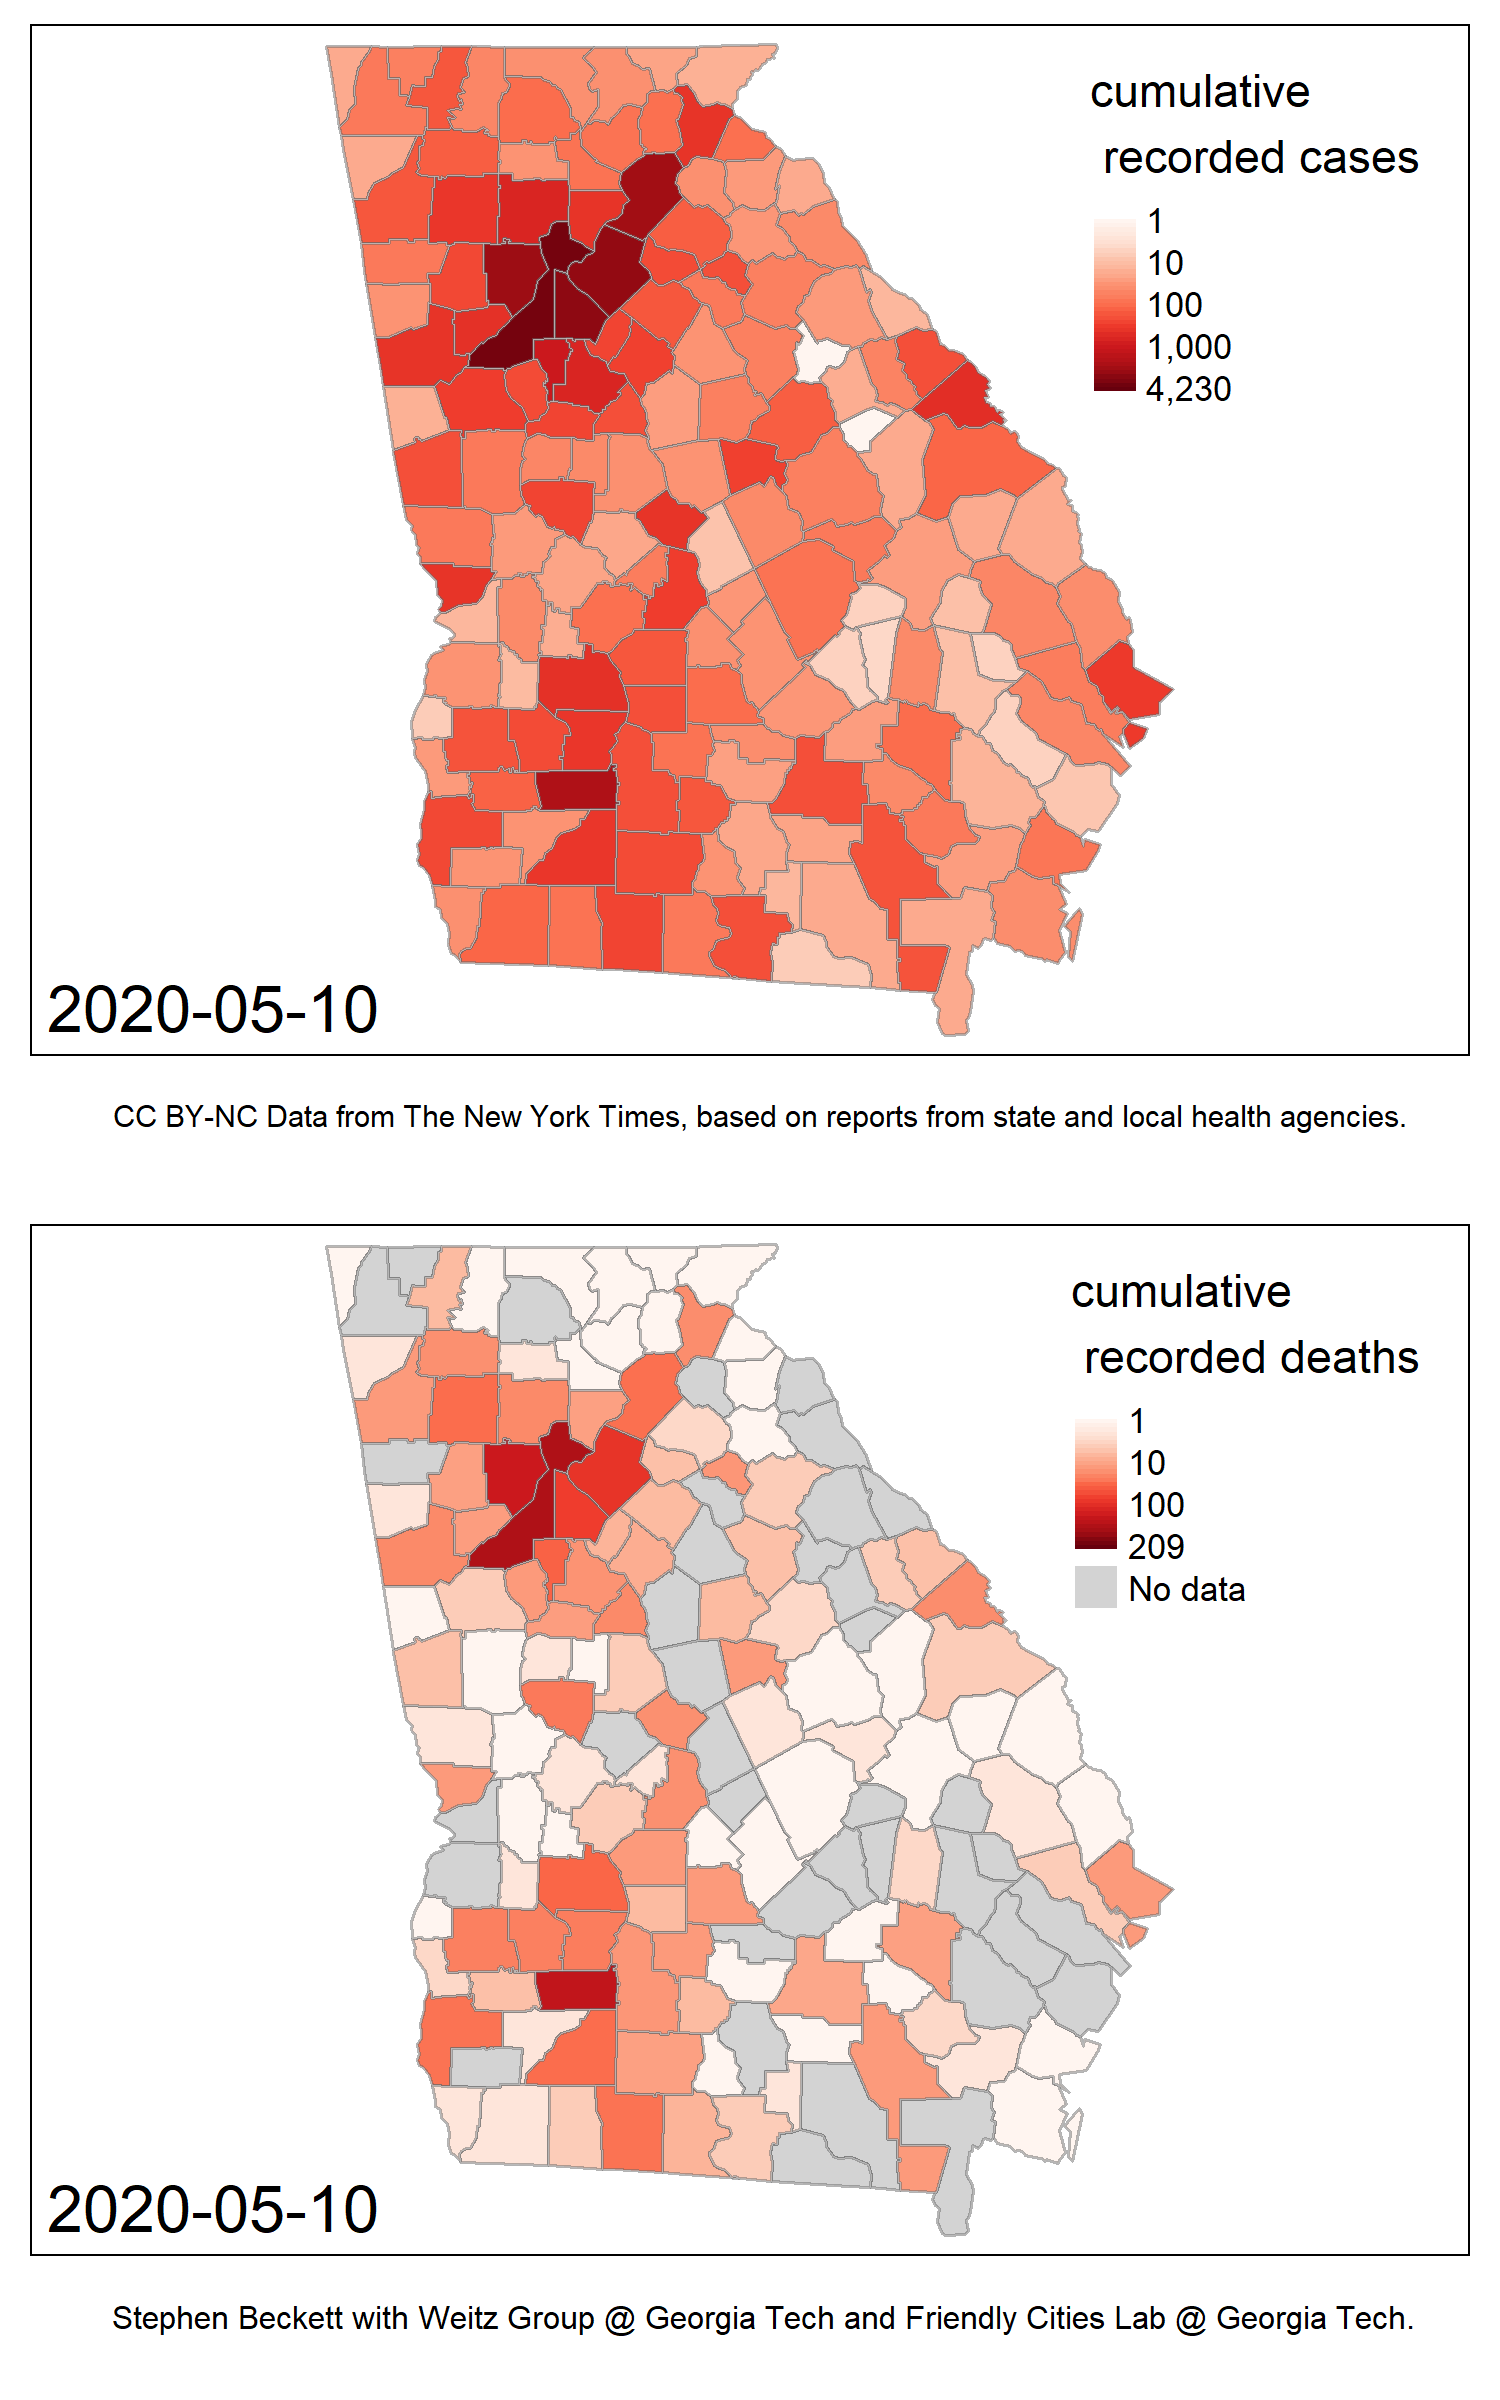 cumulative
recorded cases
1
10
100
1,000
4,230
2020-05-10
CC BY-NC Data from The New York Times, based on reports from state and local health agencies.
cumulative
recorded deaths
1
10
100
209
No data
2020-05-10
Stephen Beckett with Weitz Group @ Georgia Tech and Friendly Cities Lab @ Georgia Tech.